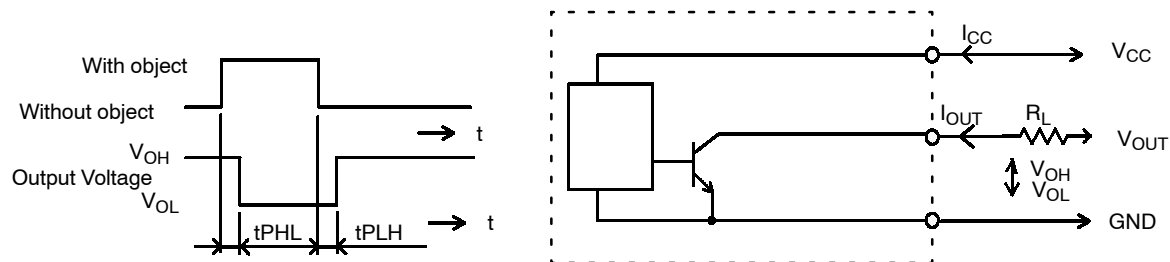 With object
Without object
t
VOH
Output Voltage
VOL
t
tPHL
tPLH
ICC
VCC
IOUT
RL
VOUT
VOH
VOL
GND